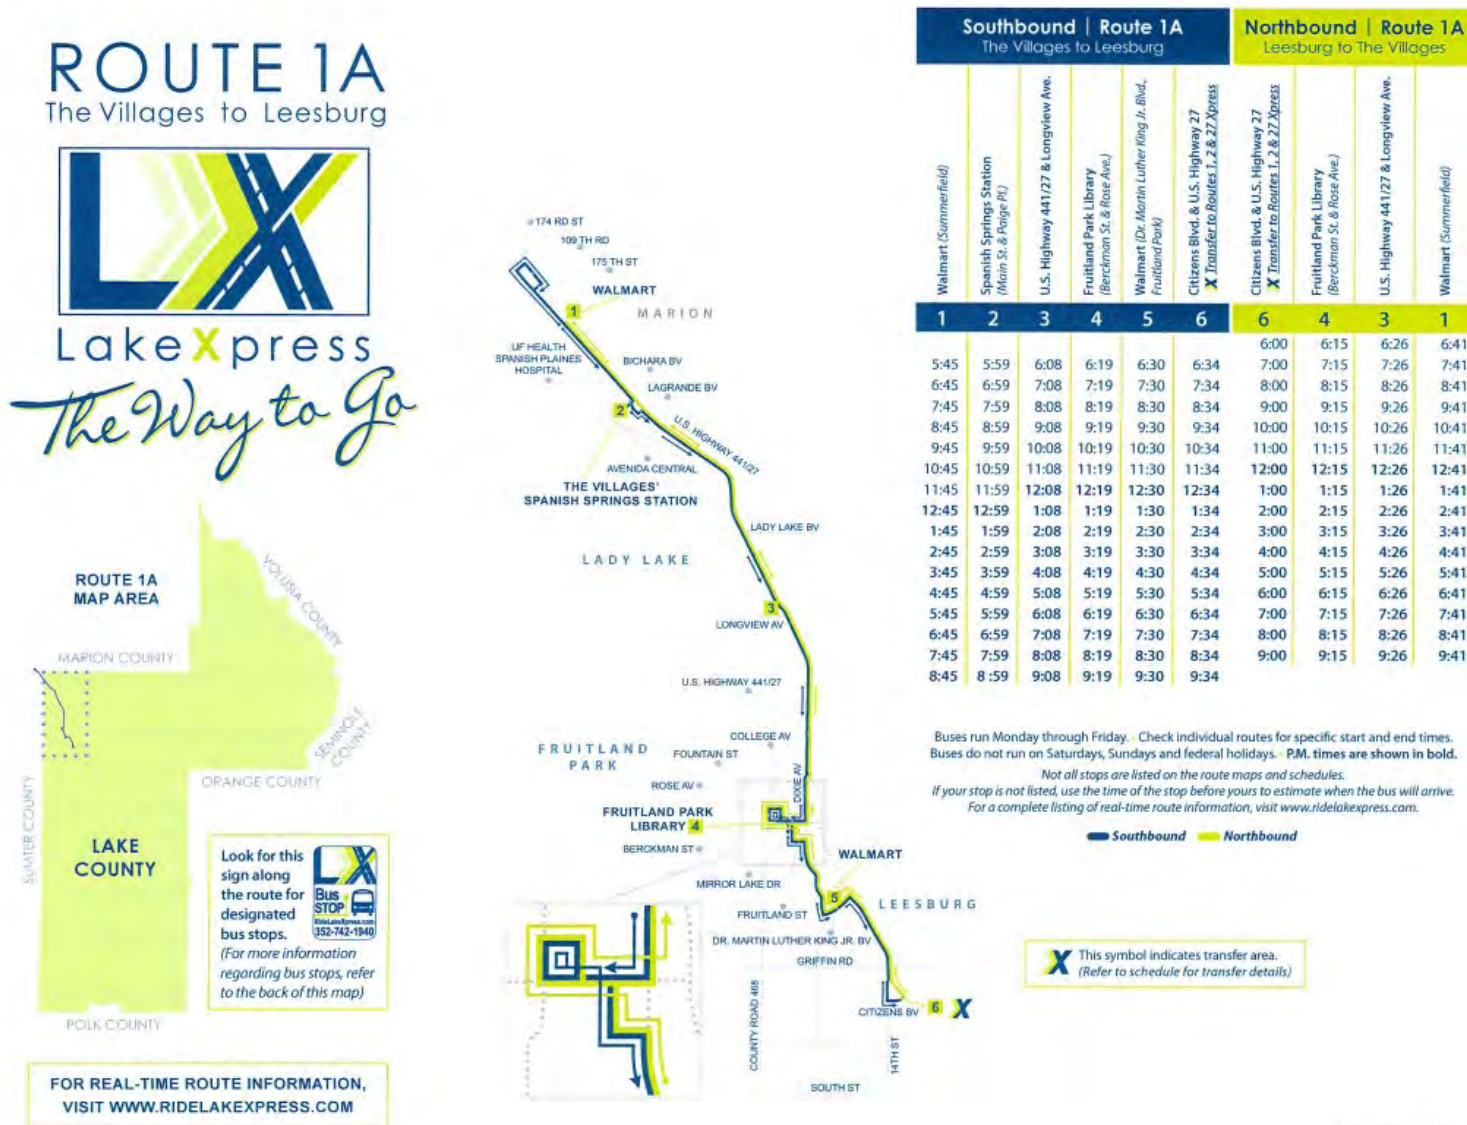 ROUTE 1A
The Villages to Leesburg
LX
LakeXpress
The Way to Go
ROUTE 1A
MAP AREA
VOLUSIA COUNTY
MARION COUNTY
SEMINOLE
COUNTY
ORANGE COUNTY
SUMTER COUNTY
LAKE
COUNTY
POLK COUNTY
Look for this
sign along
the route for
designated
bus stops.
(For more information
regarding bus stops, refer
to the back of this map)
LX
Bus
STOP
RideLakeXpress.com
352-742-1940
FOR REAL-TIME ROUTE INFORMATION,
VISIT WWW.RIDELAKEXPRESS.COM
174 RD ST
109 TH RD
175 TH ST
WALMART
1
MARION
UF HEALTH
SPANISH PLAINES
HOSPITAL
BICHARA BV
LAGRANDE BV
2
U.S. HIGHWAY 441/27
AVENIDA CENTRAL
THE VILLAGES'
SPANISH SPRINGS STATION
LADY LAKE BV
LADY LAKE
3
LONGVIEW AV
U.S. HIGHWAY 441/27
COLLEGE AV
FRUITLAND
PARK
FOUNTAIN ST
DIXIE AV
ROSE AV
FRUITLAND PARK
LIBRARY 4
BERCKMAN ST
WALMART
MIRROR LAKE DR
5
LEESBURG
FRUITLAND ST
DR. MARTIN LUTHER KING JR. BV
GRIFFIN RD
COUNTY ROAD 468
CITIZENS BV 6 X
14TH ST
SOUTH ST
Southbound | Route 1A
The Villages to Leesburg
Northbound | Route 1A
Leesburg to The Villages
Walmart (Summerfield)
Spanish Springs Station
(Main St. & Paige Pl.)
U.S. Highway 441/27 & Longview Ave.
Fruitland Park Library
(Berckman St. & Rose Ave.)
Walmart (Dr. Martin Luther King Jr. Blvd.,
Fruitland Park)
Citizens Blvd. & U.S. Highway 27
X Transfer to Routes 1, 2 & 27 Xpress
Citizens Blvd. & U.S. Highway 27
X Transfer to Routes 1, 2 & 27 Xpress
Fruitland Park Library
(Berckman St. & Rose Ave.)
U.S. Highway 441/27 & Longview Ave.
Walmart (Summerfield)
1 2 3 4 5 6 6 4 3 1
6:00 6:15 6:26 6:41
5:45 5:59 6:08 6:19 6:30 6:34 7:00 7:15 7:26 7:41
6:45 6:59 7:08 7:19 7:30 7:34 8:00 8:15 8:26 8:41
7:45 7:59 8:08 8:19 8:30 8:34 9:00 9:15 9:26 9:41
8:45 8:59 9:08 9:19 9:30 9:34 10:00 10:15 10:26 10:41
9:45 9:59 10:08 10:19 10:30 10:34 11:00 11:15 11:26 11:41
10:45 10:59 11:08 11:19 11:30 11:34 12:00 12:15 12:26 12:41
11:45 11:59 12:08 12:19 12:30 12:34 1:00 1:15 1:26 1:41
12:45 12:59 1:08 1:19 1:30 1:34 2:00 2:15 2:26 2:41
1:45 1:59 2:08 2:19 2:30 2:34 3:00 3:15 3:26 3:41
2:45 2:59 3:08 3:19 3:30 3:34 4:00 4:15 4:26 4:41
3:45 3:59 4:08 4:19 4:30 4:34 5:00 5:15 5:26 5:41
4:45 4:59 5:08 5:19 5:30 5:34 6:00 6:15 6:26 6:41
5:45 5:59 6:08 6:19 6:30 6:34 7:00 7:15 7:26 7:41
6:45 6:59 7:08 7:19 7:30 7:34 8:00 8:15 8:26 8:41
7:45 7:59 8:08 8:19 8:30 8:34 9:00 9:15 9:26 9:41
8:45 8:59 9:08 9:19 9:30 9:34
Buses run Monday through Friday. Check individual routes for specific start and end times.
Buses do not run on Saturdays, Sundays and federal holidays. P.M. times are shown in bold.
Not all stops are listed on the route maps and schedules.
If your stop is not listed, use the time of the stop before yours to estimate when the bus will arrive.
For a complete listing of real-time route information, visit www.ridelakexpress.com.
Southbound Northbound
X This symbol indicates transfer area.
(Refer to schedule for transfer details)